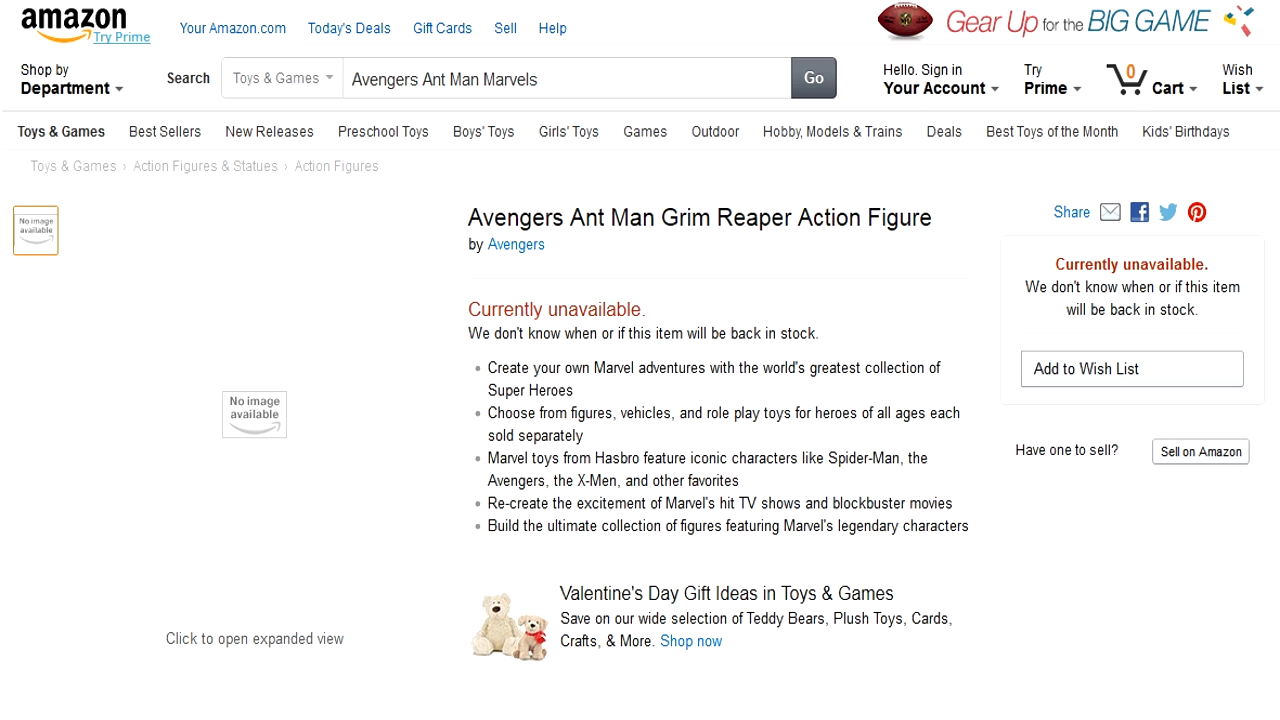 amazon
Try Prime
Your Amazon.com Today's Deals Gift Cards Sell Help
Gear Up for the BIG GAME
Shop by
Department
Search Toys & Games Avengers Ant Man Marvels Go
Hello. Sign in
Your Account
Try
Prime
0 Cart
Wish
List
Toys & Games Best Sellers New Releases Preschool Toys Boys' Toys Girls' Toys Games Outdoor Hobby, Models & Trains Deals Best Toys of the Month Kids' Birthdays
Toys & Games › Action Figures & Statues › Action Figures
No image
available
No image
available
Click to open expanded view
Avengers Ant Man Grim Reaper Action Figure
by Avengers
Currently unavailable.
We don't know when or if this item will be back in stock.
Create your own Marvel adventures with the world's greatest collection of
Super Heroes
Choose from figures, vehicles, and role play toys for heroes of all ages each
sold separately
Marvel toys from Hasbro feature iconic characters like Spider-Man, the
Avengers, the X-Men, and other favorites
Re-create the excitement of Marvel's hit TV shows and blockbuster movies
Build the ultimate collection of figures featuring Marvel's legendary characters
Valentine's Day Gift Ideas in Toys & Games
Save on our wide selection of Teddy Bears, Plush Toys, Cards,
Crafts, & More. Shop now
Share
Currently unavailable.
We don't know when or if this item
will be back in stock.
Add to Wish List
Have one to sell? Sell on Amazon